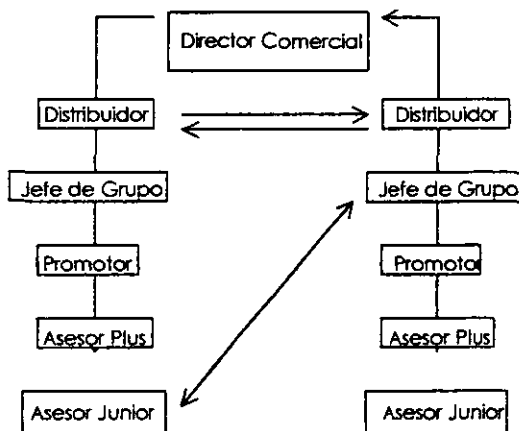 Director Comercial
Distribuidor
Distribuidor
Jefe de Grupo
Jefe de Grupo
Promotor
Promotor
Asesor Plus
Asesor Plus
Asesor Junior
Asesor Junior